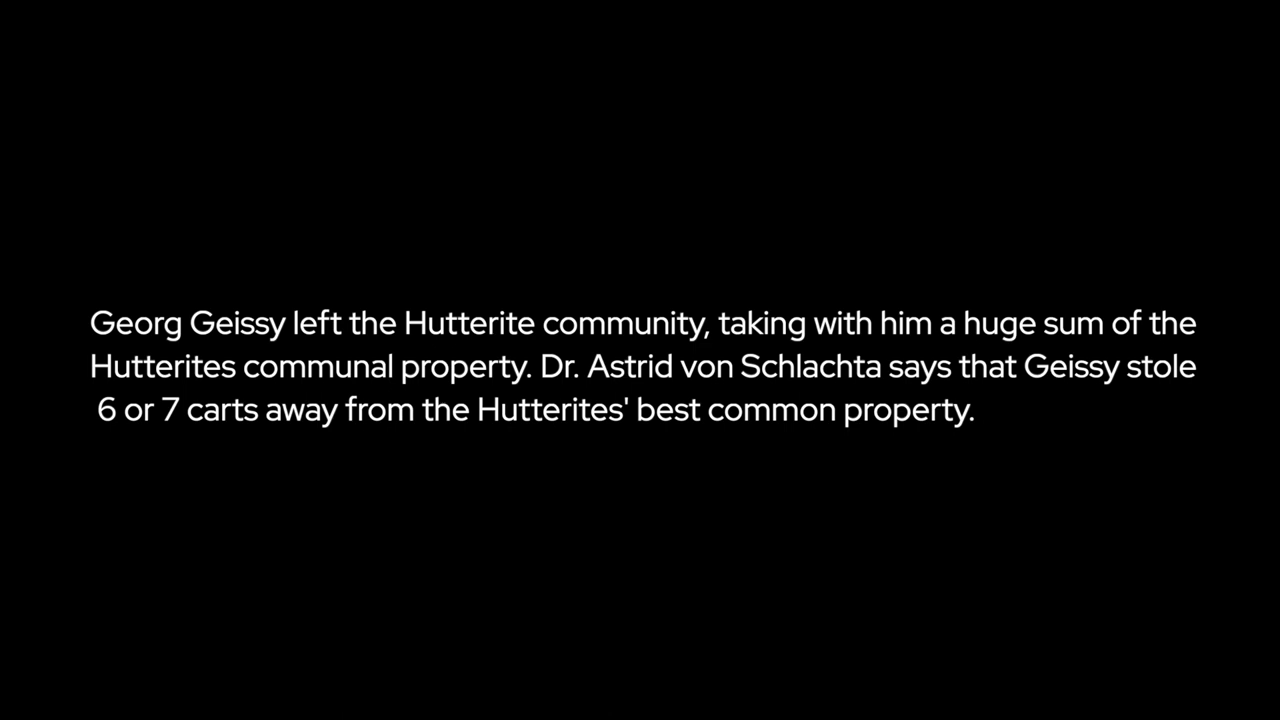 Georg Geissy left the Hutterite community, taking with him a huge sum of the
Hutterites communal property. Dr. Astrid von Schlachta says that Geissy stole
6 or 7 carts away from the Hutterites' best common property.